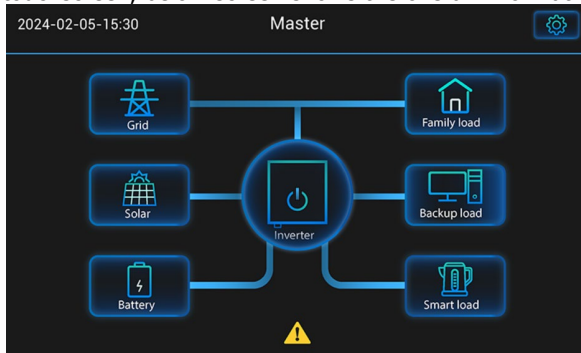 2024-02-05-15:30
Master
Grid
Family load
Solar
Inverter
Backup load
Battery
Smart load